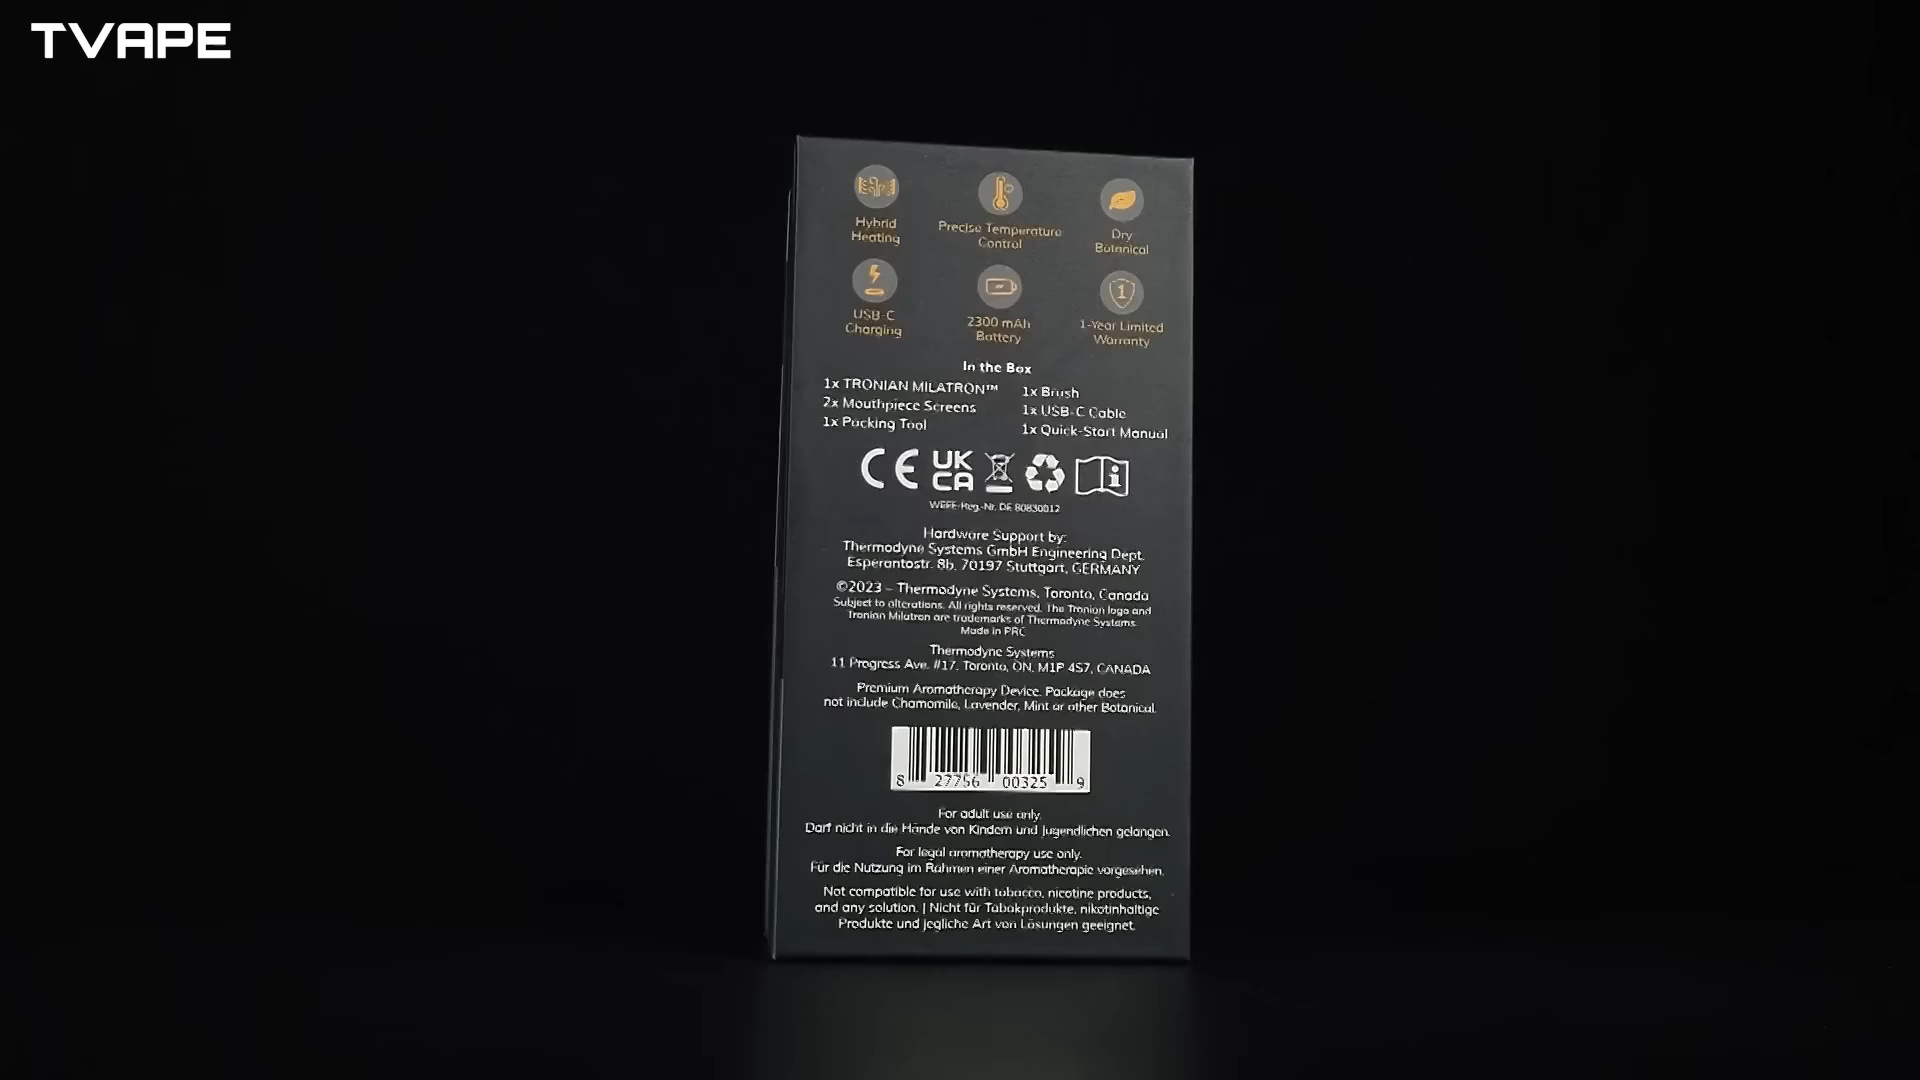 TVAPE
Hybrid
Heating
Precise Temperature
Control
Dry
Botanical
USB-C
Charging
2300 mAh
Battery
1
1-Year Limited
Warranty
In the Box
1x TRONIAN MILATRON™
2x Mouthpiece Screens
1x Packing Tool
1x Brush
1x USB-C Cable
1x Quick-Start Manual
CE UK
CA
WEEE-Reg.-Nr. DE 80830012
Hardware Support by:
Thermodyne Systems GmbH Engineering Dept.
Esperantostr. 8b, 70197 Stuttgart, GERMANY
©2023 – Thermodyne Systems, Toronto, Canada
Subject to alterations. All rights reserved. The Tronian logo and
Tronian Milatron are trademarks of Thermodyne Systems.
Made in PRC
Thermodyne Systems
11 Progress Ave. #17, Toronto, ON, M1P 4S7, CANADA
Premium Aromatherapy Device. Package does
not include Chamomile, Lavender, Mint or other Botanical.
8 27756 00325 9
For adult use only.
Darf nicht in die Hände von Kindern und Jugendlichen gelangen.
For legal aromatherapy use only.
Für die Nutzung im Rahmen einer Aromatherapie vorgesehen.
Not compatible for use with tobacco, nicotine products,
and any solution. | Nicht für Tabakprodukte, nikotinhaltige
Produkte und jegliche Art von Lösungen geeignet.